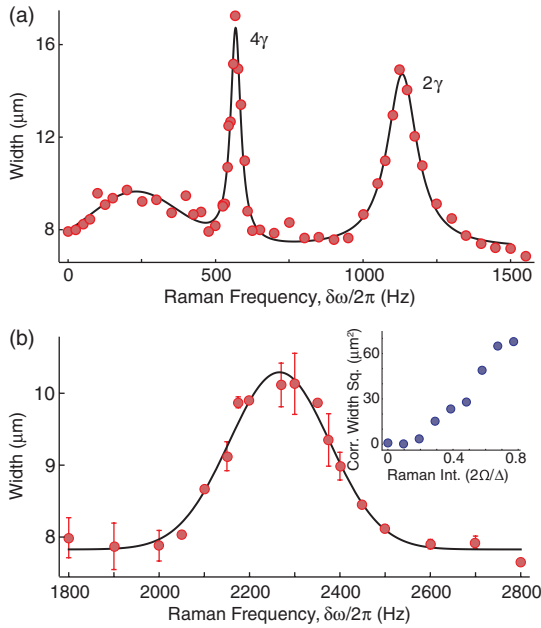 (a)
16
12
8
Width (μm)
4γ
2γ
0
500
1000
1500
Raman Frequency, δω/2π (Hz)
(b)
10
9
8
Width (μm)
Corr. Width Sq. (μm²)
60
30
0
0
0.4
0.8
Raman Int. (2Ω/Δ)
1800
2000
2200
2400
2600
2800
Raman Frequency, δω/2π (Hz)